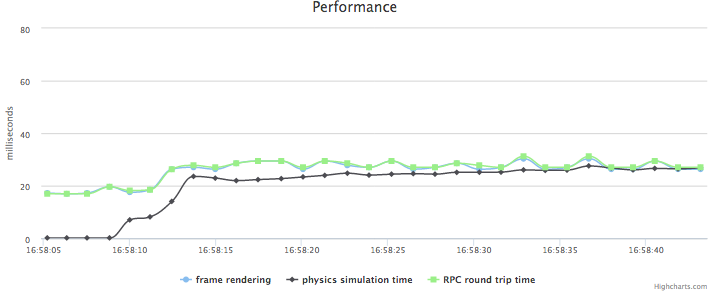 Performance
80
60
40
20
0
milliseconds
16:58:05 16:58:10 16:58:15 16:58:20 16:58:25 16:58:30 16:58:35 16:58:40
frame rendering physics simulation time RPC round trip time
Highcharts.com